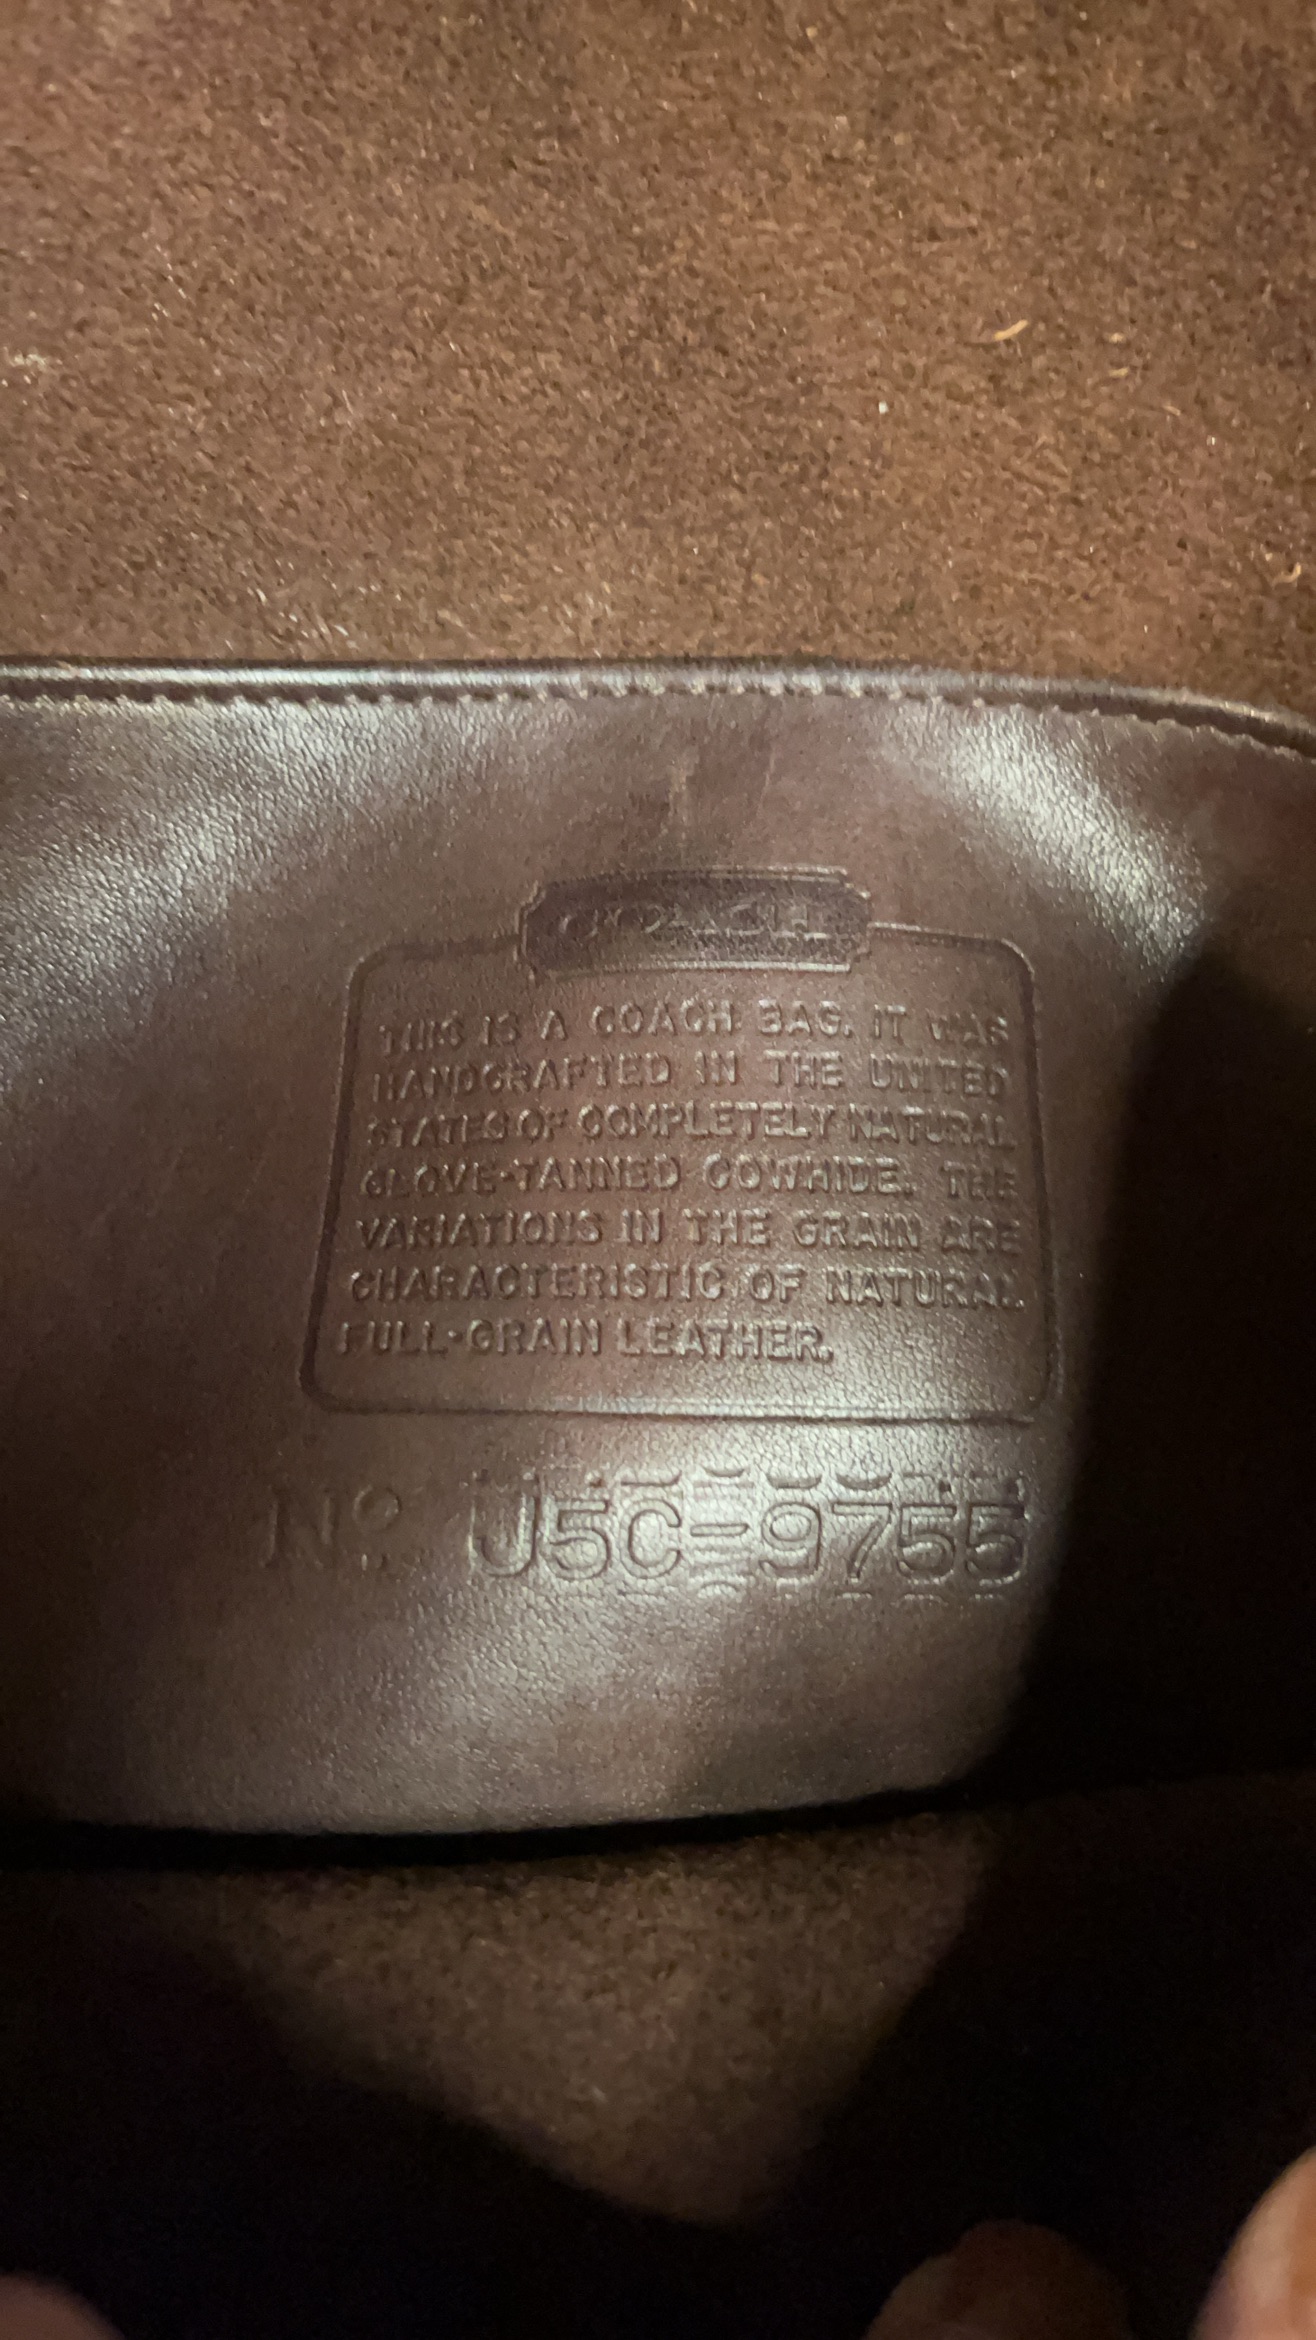 COACH
THIS IS A COACH BAG. IT WAS
HANDCRAFTED IN THE UNITED
STATES OF COMPLETELY NATURAL
GLOVE-TANNED COWHIDE. THE
VARIATIONS IN THE GRAIN ARE
CHARACTERISTIC OF NATURAL
FULL-GRAIN LEATHER.
Nº J5C-9755